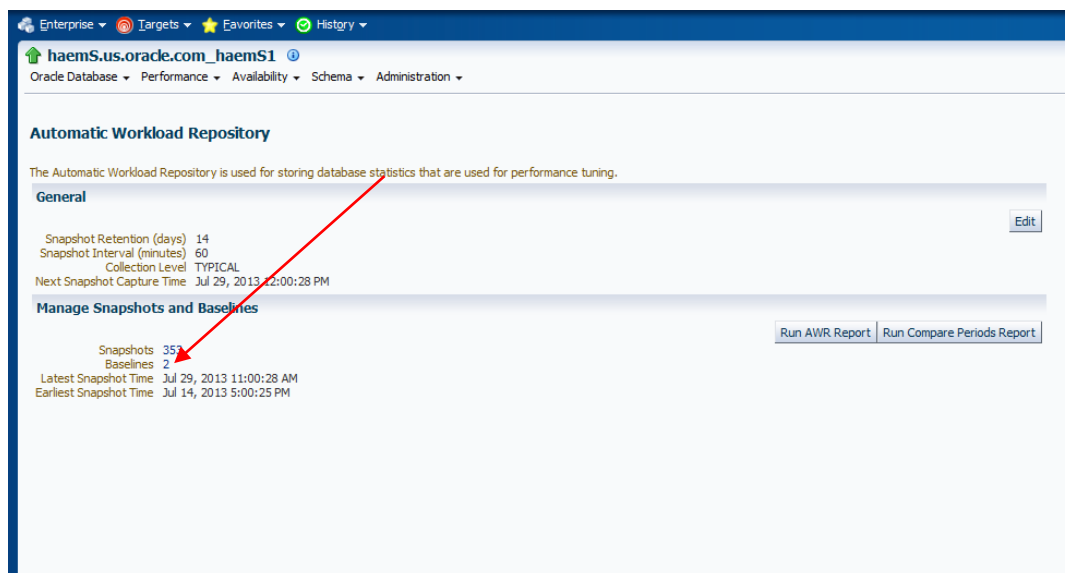 Enterprise Targets Favorites History
haemS.us.oracle.com_haemS1
Oracle Database Performance Availability Schema Administration
Automatic Workload Repository
The Automatic Workload Repository is used for storing database statistics that are used for performance tuning.
General
Edit
Snapshot Retention (days) 14
Snapshot Interval (minutes) 60
Collection Level TYPICAL
Next Snapshot Capture Time Jul 29, 2013 12:00:28 PM
Manage Snapshots and Baselines
Run AWR Report Run Compare Periods Report
Snapshots 353
Baselines 2
Latest Snapshot Time Jul 29, 2013 11:00:28 AM
Earliest Snapshot Time Jul 14, 2013 5:00:25 PM